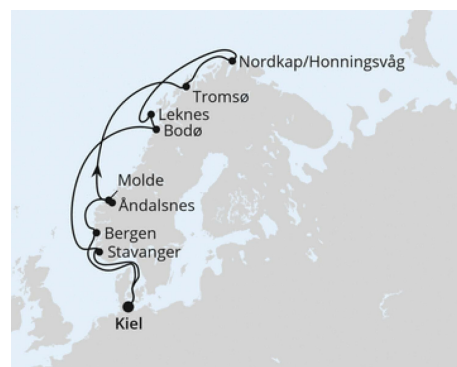 Nordkap/Honningsvåg
Tromsø
Leknes
Bodø
Molde
Åndalsnes
Bergen
Stavanger
Kiel